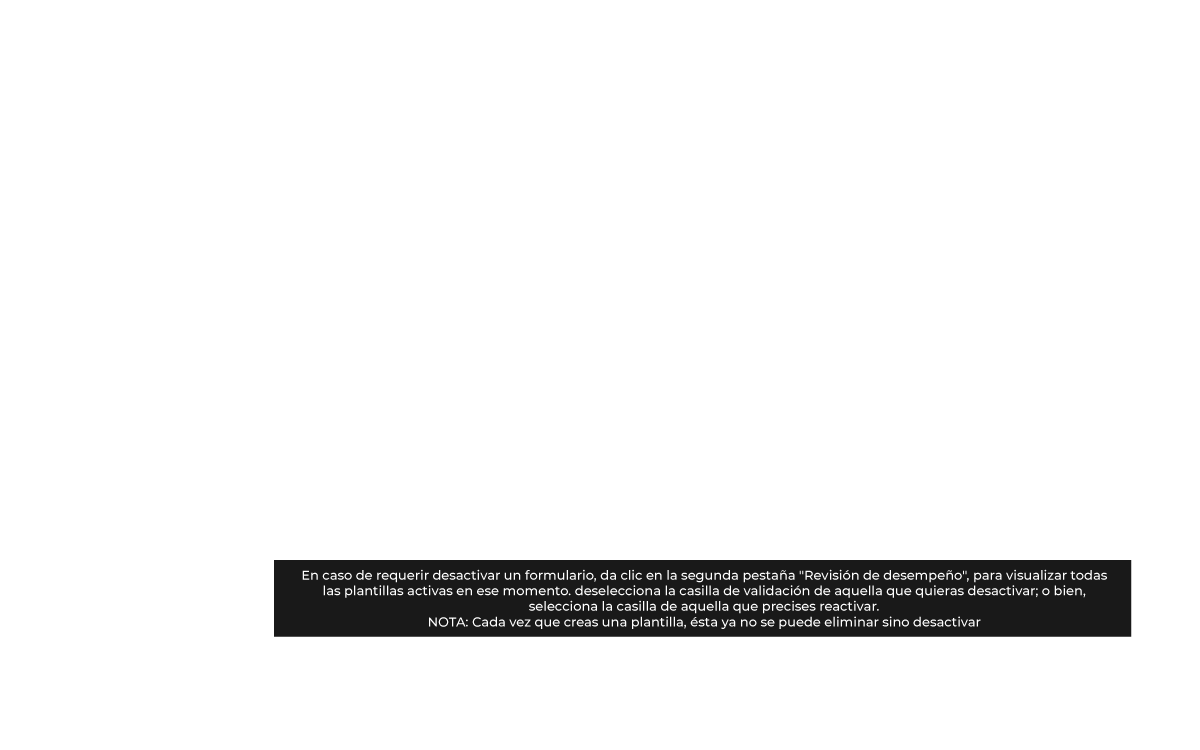 En caso de requerir desactivar un formulario, da clic en la segunda pestaña "Revisión de desempeño", para visualizar todas
las plantillas activas en ese momento. deselecciona la casilla de validación de aquella que quieras desactivar; o bien,
selecciona la casilla de aquella que precises reactivar.
NOTA: Cada vez que creas una plantilla, ésta ya no se puede eliminar sino desactivar